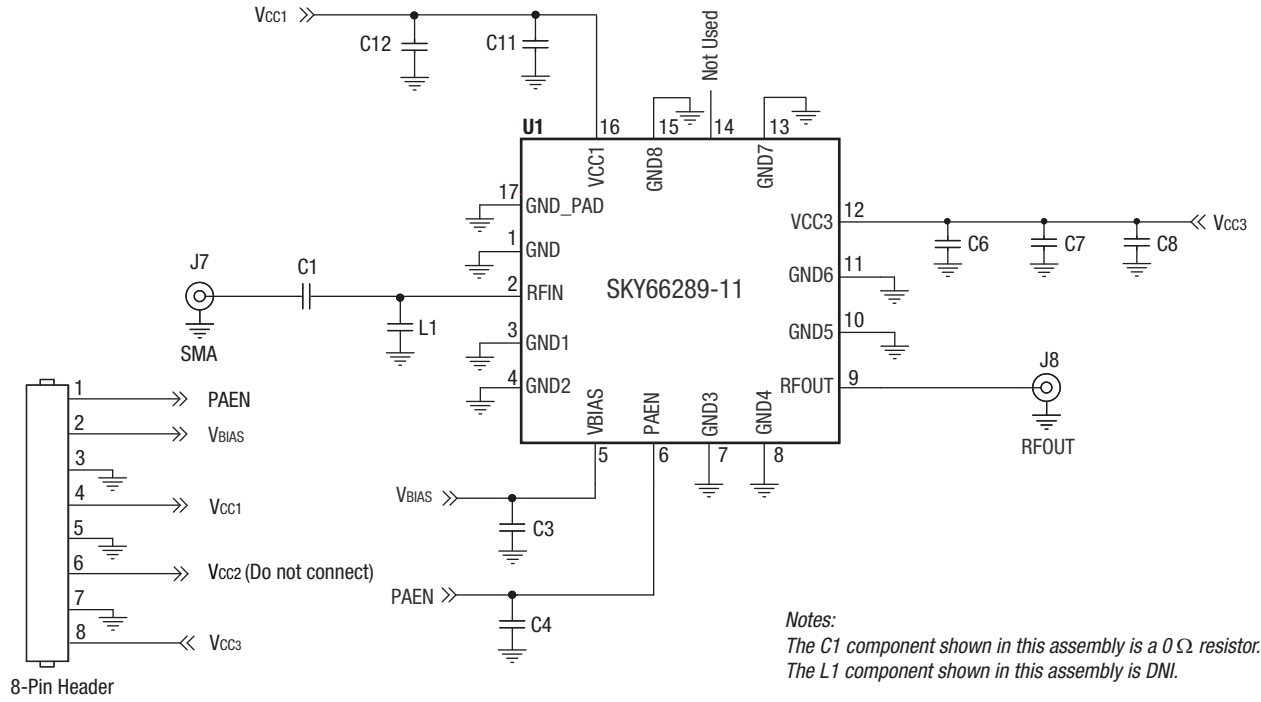 VCC1
C12
C11
Not Used
U1
16
15
14
13
VCC1
GND8
GND7
17
GND_PAD
1
GND
2
RFIN
3
GND1
4
GND2
SKY66289-11
VCC3
12
GND6
11
GND5
10
RFOUT
9
VBIAS
PAEN
GND3
GND4
5
6
7
8
C6
C7
C8
VCC3
J7
SMA
C1
L1
J8
RFOUT
1
PAEN
2
VBIAS
3
4
VCC1
5
6
VCC2 (Do not connect)
7
8
VCC3
8-Pin Header
VBIAS
C3
PAEN
C4
Notes:
The C1 component shown in this assembly is a 0 Ω resistor.
The L1 component shown in this assembly is DNI.